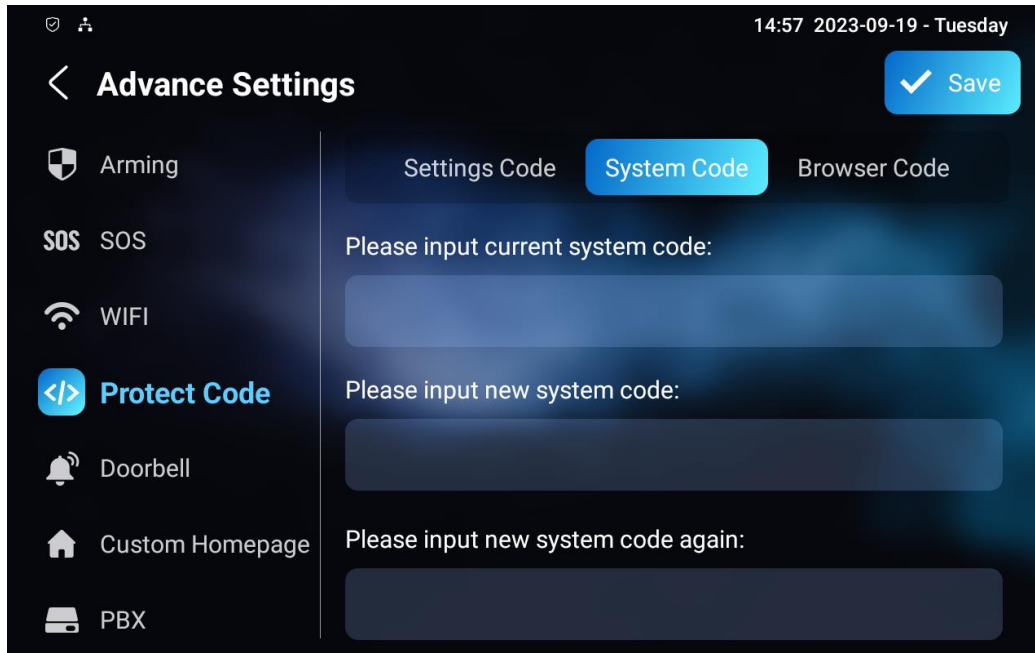 14:57 2023-09-19 - Tuesday
Advance Settings
Save
Arming
SOS SOS
WIFI
Protect Code
Doorbell
Custom Homepage
PBX
Settings Code System Code Browser Code
Please input current system code:
Please input new system code:
Please input new system code again: